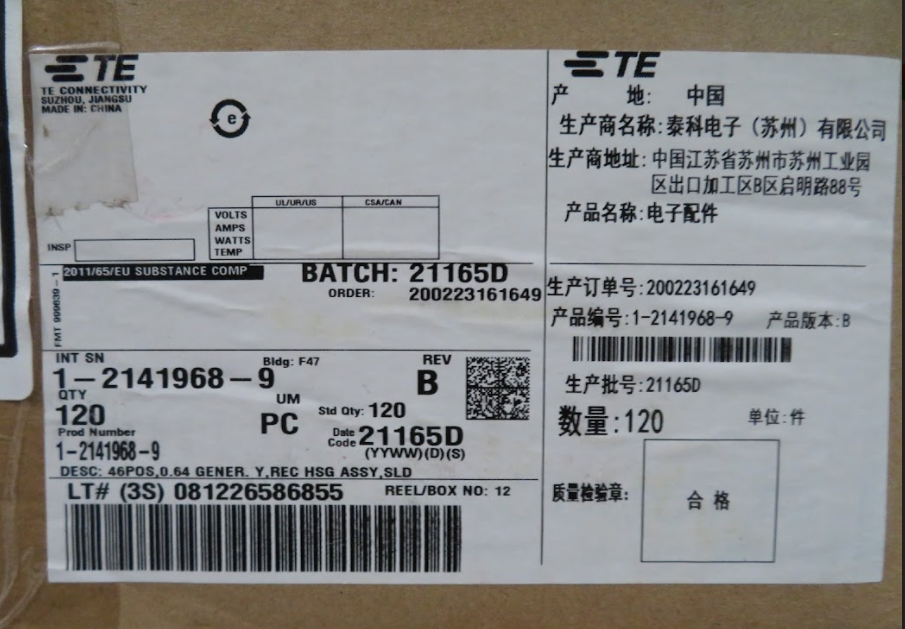 TE
TE CONNECTIVITY
SUZHOU, JIANGSU
MADE IN: CHINA
e
UL/UR/US CSA/CAN
VOLTS
AMPS
WATTS
TEMP
INSP
2011/65/EU SUBSTANCE COMP
BATCH: 21165D
ORDER: 200223161649
FMT 999639-1
INT SN
Bldg: F47
REV
1-2141968-9
B
QTY
UM
120
PC
Std Qty: 120
Prod Number
Date Code 21165D
(YYWW)(D)(S)
1-2141968-9
DESC: 46POS,0.64 GENER. Y,REC HSG ASSY,SLD
LT# (3S) 081226586855
REEL/BOX NO: 12
TE
产 地: 中国
生产商名称:泰科电子（苏州）有限公司
生产商地址: 中国江苏省苏州市苏州工业园
区出口加工区B区启明路88号
产品名称:电子配件
生产订单号:200223161649
产品编号:1-2141968-9 产品版本:B
生产批号:21165D
数量:120 单位:件
质量检验章:
合格